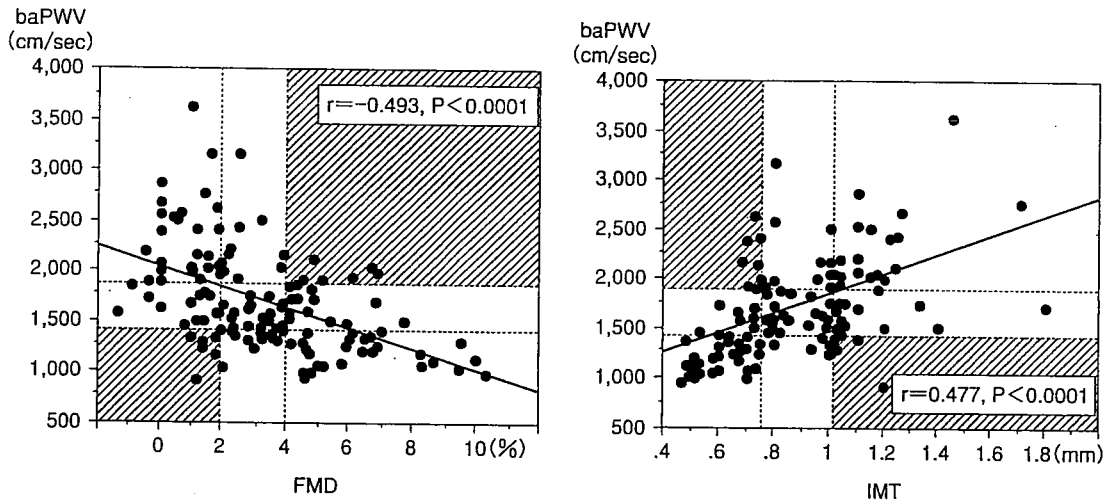 baPWV
(cm/sec)
4,000
3,500
3,000
2,500
2,000
1,500
1,000
500
r=-0.493, P<0.0001
0 2 4 6 8 10(%)
FMD
baPWV
(cm/sec)
4,000
3,500
3,000
2,500
2,000
1,500
1,000
500
r=0.477, P<0.0001
.4 .6 .8 1 1.2 1.4 1.6 1.8(mm)
IMT